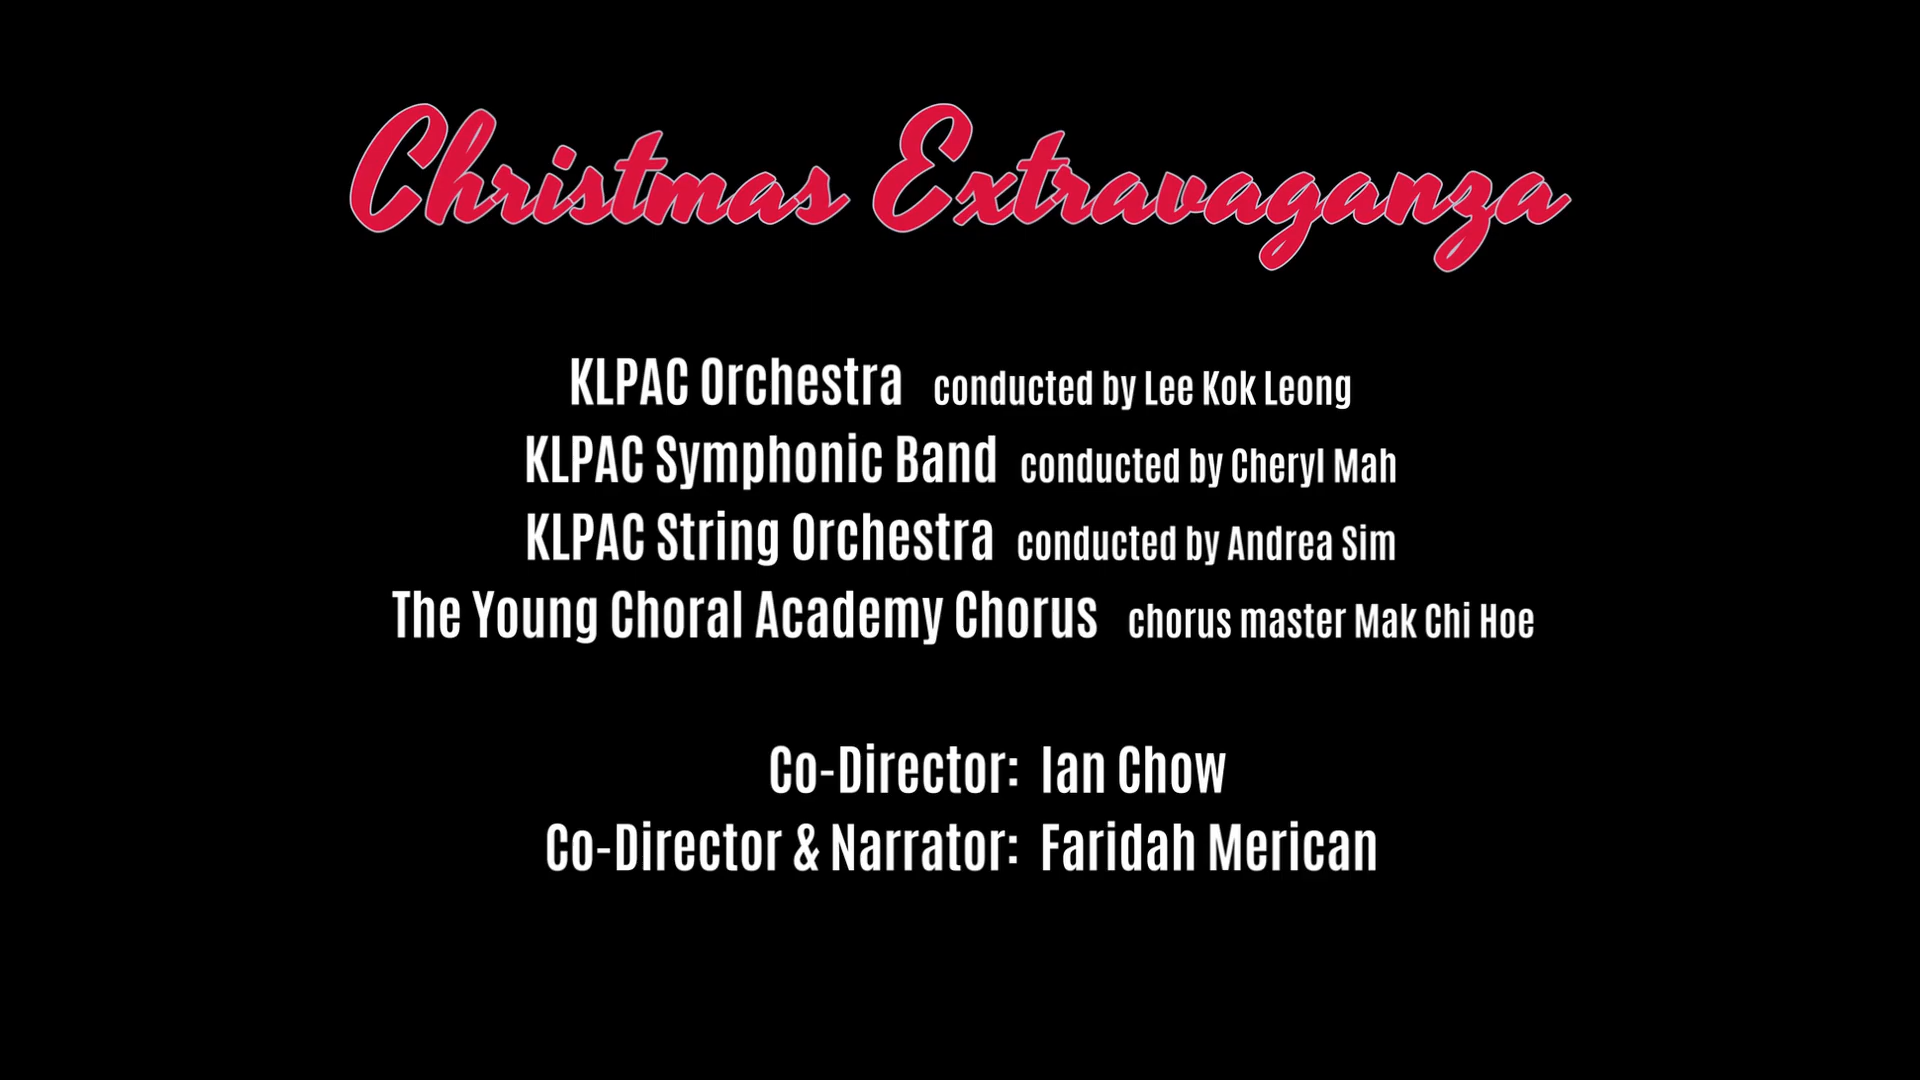 Christmas Extravaganza
KLPAC Orchestra conducted by Lee Kok Leong
KLPAC Symphonic Band conducted by Cheryl Mah
KLPAC String Orchestra conducted by Andrea Sim
The Young Choral Academy Chorus chorus master Mak Chi Hoe
Co-Director: Ian Chow
Co-Director & Narrator: Faridah Merican